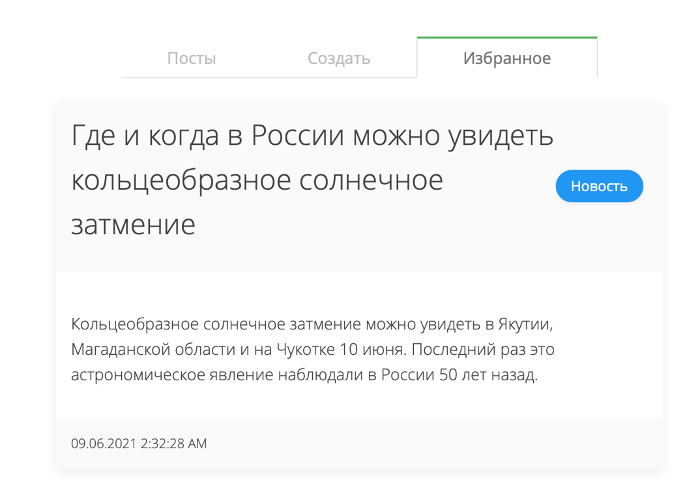 Посты Создать Избранное
Где и когда в России можно увидеть
кольцеобразное солнечное
затмение
Новость
Кольцеобразное солнечное затмение можно увидеть в Якутии,
Магаданской области и на Чукотке 10 июня. Последний раз это
астрономическое явление наблюдали в России 50 лет назад.
09.06.2021 2:32:28 AM